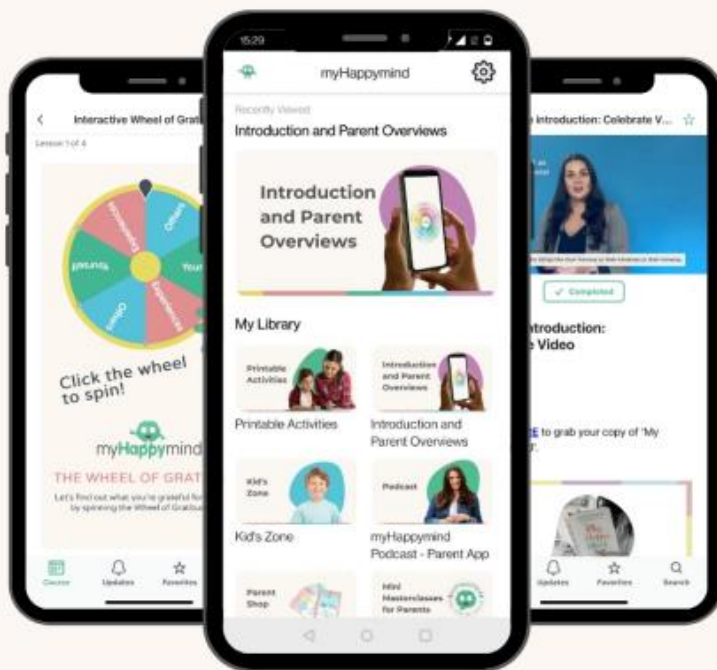 Interactive Wheel of Grati
Lesson 1 of 4
Experiences
Others
Your
Experiences
Others
Yourself
Click the wheel
to spin!
myHappymind
THE WHEEL OF GRAT
Let's find out what you're grateful for
by spinning the Wheel of Gratitu
Course
Updates
Favorites
15:29
myHappymind
Recently Viewed
Introduction and Parent Overviews
Introduction
and Parent
Overviews
My Library
Printable
Activities
Printable Activities
Introduction
and Parent
Overviews
Introduction and
Parent Overviews
Kid's
Zone
Kid's Zone
Podcast
myHappymind
Podcast - Parent App
Parent
Shop
Mini
Masterclasses
for Parents
Introduction: Celebrate V...
Completed
ntroduction:
e Video
to grab your copy of 'My
Updates
Favorites
Search